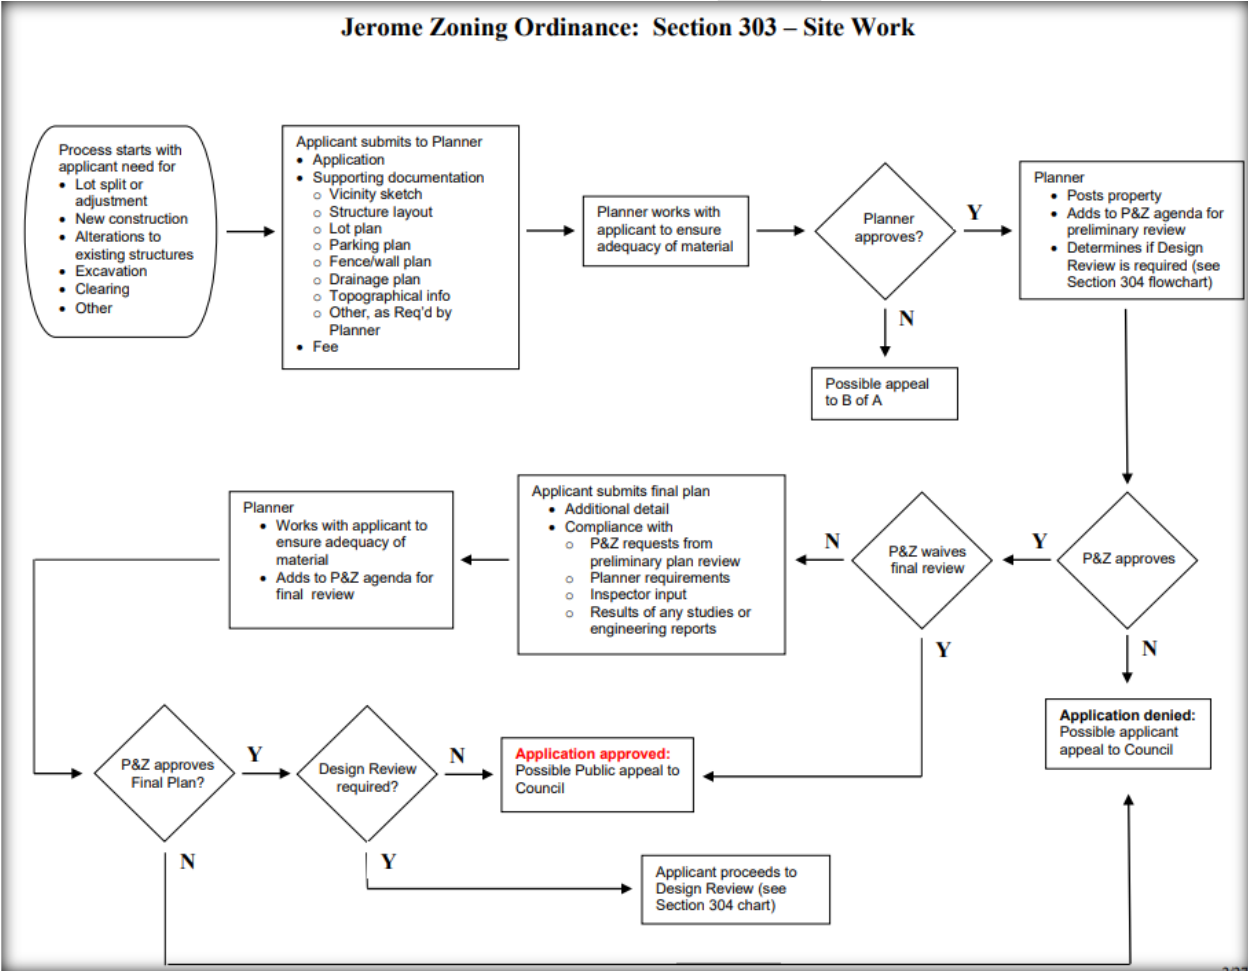 Jerome Zoning Ordinance:  Section 303 – Site Work
Process starts with
applicant need for
• Lot split or
adjustment
• New construction
• Alterations to
existing structures
• Excavation
• Clearing
• Other
Applicant submits to Planner
• Application
• Supporting documentation
o Vicinity sketch
o Structure layout
o Lot plan
o Parking plan
o Fence/wall plan
o Drainage plan
o Topographical info
o Other, as Req'd by
Planner
• Fee
Planner works with
applicant to ensure
adequacy of material
Planner
approves?
Y
N
Possible appeal
to B of A
Planner
• Posts property
• Adds to P&Z agenda for
preliminary review
• Determines if Design
Review is required (see
Section 304 flowchart)
P&Z approves
Y
N
Application denied:
Possible applicant
appeal to Council
P&Z waives
final review
N
Y
Applicant submits final plan
• Additional detail
• Compliance with
o P&Z requests from
preliminary plan review
o Planner requirements
o Inspector input
o Results of any studies or
engineering reports
Planner
• Works with applicant to
ensure adequacy of
material
• Adds to P&Z agenda for
final  review
P&Z approves
Final Plan?
Y
N
Design Review
required?
N
Y
Application approved:
Possible Public appeal to
Council
Applicant proceeds to
Design Review (see
Section 304 chart)